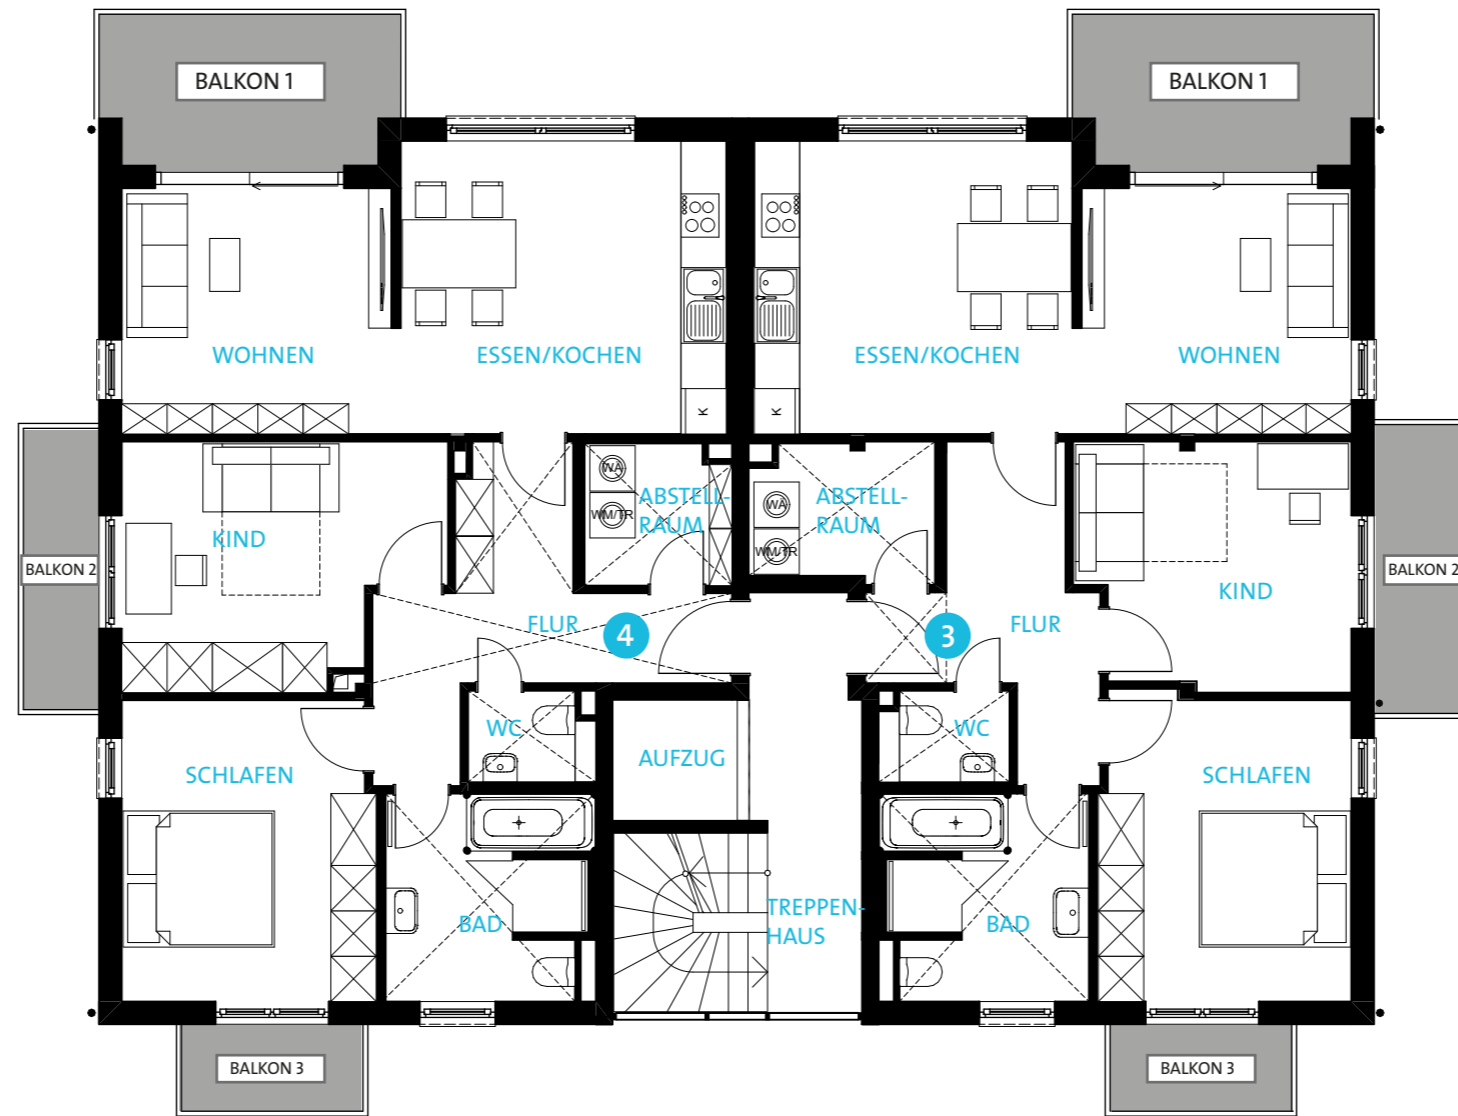 BALKON 1
BALKON 1
WOHNEN
ESSEN/KOCHEN
ESSEN/KOCHEN
WOHNEN
K
K
WA
ABSTELL-
RAUM
WM/TR
WA
ABSTELL-
RAUM
WM/TR
KIND
BALKON 2
BALKON 2
KIND
FLUR
4
3
FLUR
WC
WC
AUFZUG
SCHLAFEN
SCHLAFEN
BAD
TREPPEN-
HAUS
BAD
BALKON 3
BALKON 3